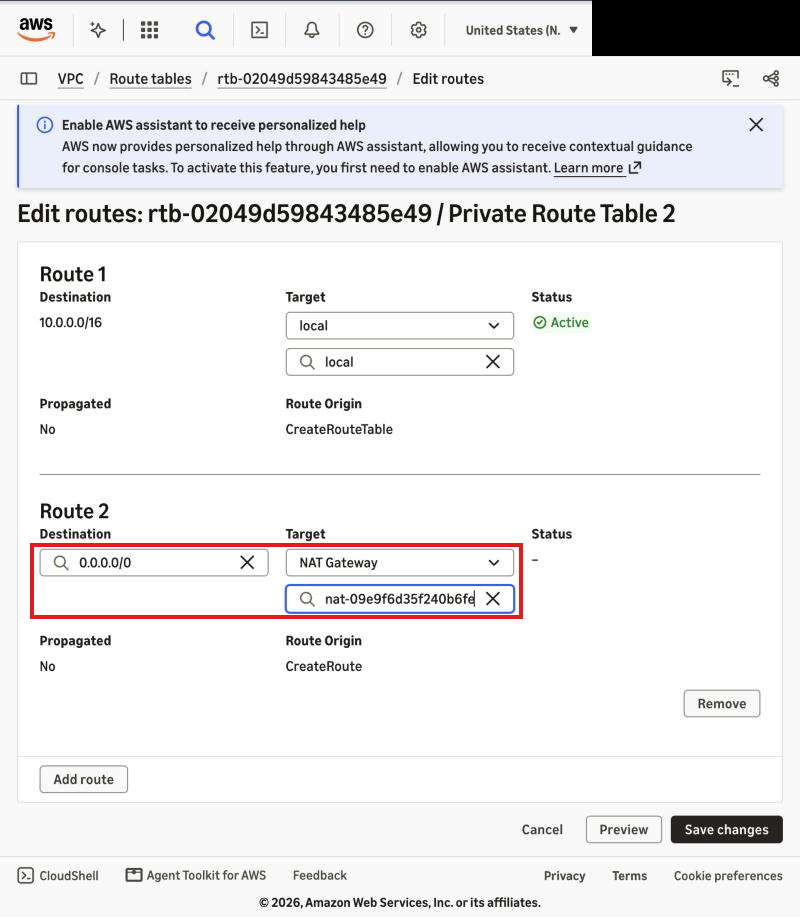 aws
United States (N.
VPC / Route tables / rtb-02049d59843485e49 / Edit routes
Enable AWS assistant to receive personalized help
AWS now provides personalized help through AWS assistant, allowing you to receive contextual guidance
for console tasks. To activate this feature, you first need to enable AWS assistant. Learn more
Edit routes: rtb-02049d59843485e49 / Private Route Table 2
Route 1
Destination Target Status
10.0.0.0/16 local Active
local
Propagated Route Origin
No CreateRouteTable
Route 2
Destination Target Status
0.0.0.0/0 NAT Gateway –
nat-09e9f6d35f240b6fe
Propagated Route Origin
No CreateRoute
Remove
Add route
Cancel Preview Save changes
CloudShell Agent Toolkit for AWS Feedback Privacy Terms Cookie preferences
© 2026, Amazon Web Services, Inc. or its affiliates.